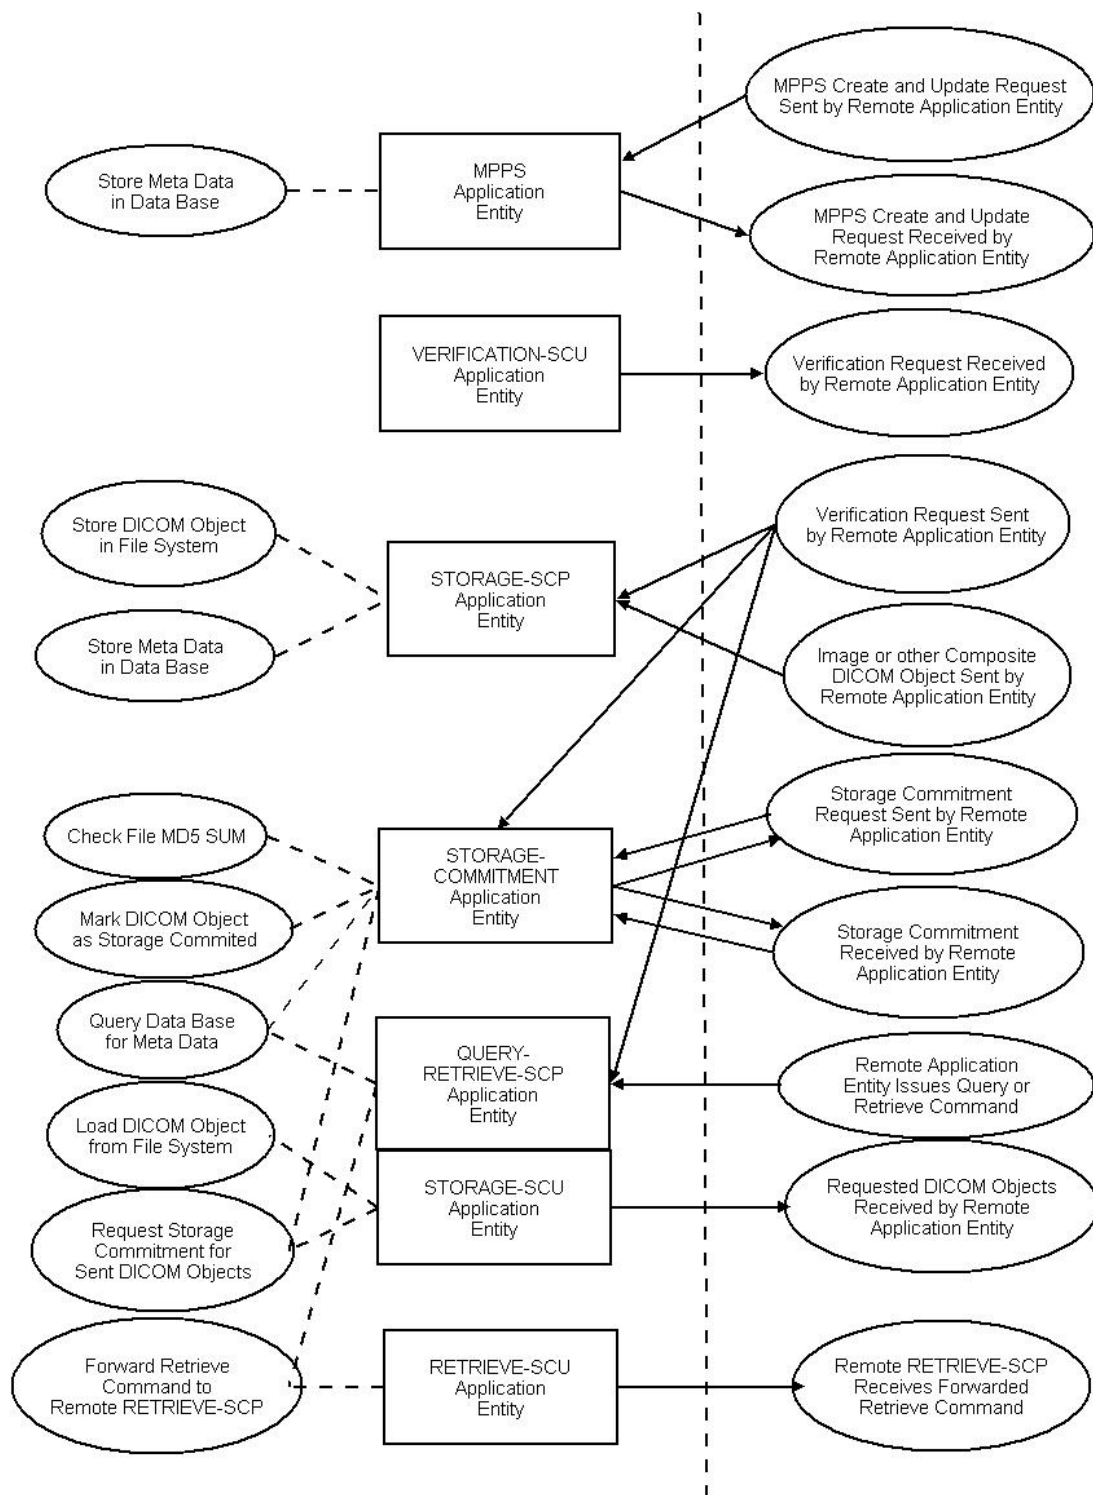 MPPS Create and Update Request
Sent by Remote Application Entity
MPPS
Application
Entity
Store Meta Data
in Data Base
MPPS Create and Update
Request Received by
Remote Application Entity
VERIFICATION-SCU
Application
Entity
Verification Request Received
by Remote Application Entity
Store DICOM Object
in File System
Verification Request Sent
by Remote Application Entity
STORAGE-SCP
Application
Entity
Store Meta Data
in Data Base
Image or other Composite
DICOM Object Sent by
Remote Application Entity
Check File MD5 SUM
STORAGE-
COMMITMENT
Application
Entity
Storage Commitment
Request Sent by Remote
Application Entity
Mark DICOM Object
as Storage Commited
Storage Commitment
Received by Remote
Application Entity
Query Data Base
for Meta Data
QUERY-
RETRIEVE-SCP
Application
Entity
Remote Application
Entity Issues Query or
Retrieve Command
Load DICOM Object
from File System
STORAGE-SCU
Application
Entity
Requested DICOM Objects
Received by Remote
Application Entity
Request Storage
Commitment for
Sent DICOM Objects
Forward Retrieve
Command to
Remote RETRIEVE-SCP
RETRIEVE-SCU
Application
Entity
Remote RETRIEVE-SCP
Receives Forwarded
Retrieve Command